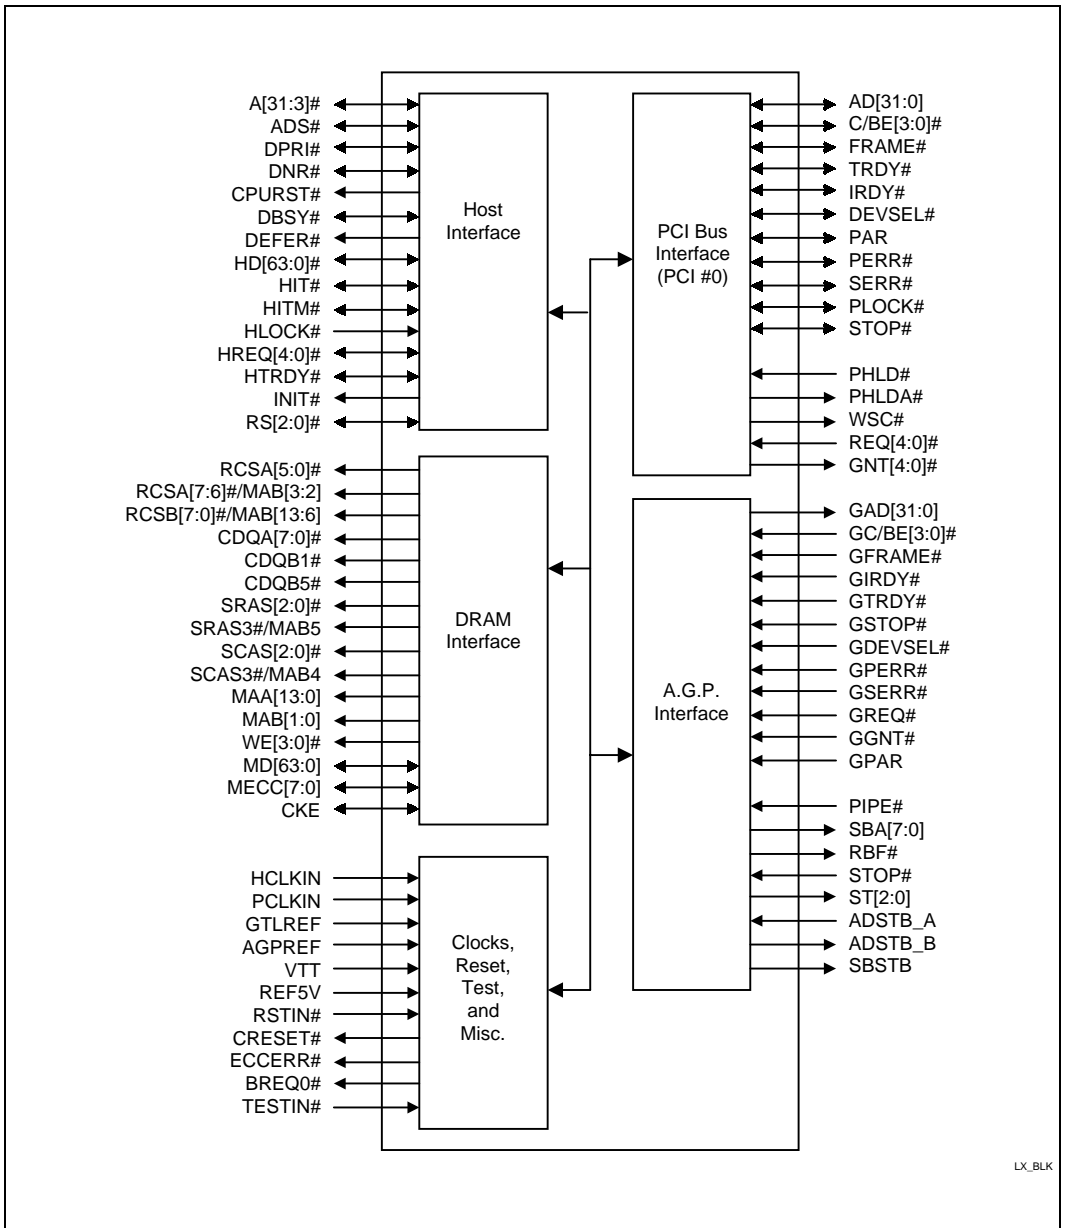 A[31:3]#
ADS#
DPRI#
DNR#
CPURST#
DBSY#
DEFER#
HD[63:0]#
HIT#
HITM#
HLOCK#
HREQ[4:0]#
HTRDY#
INIT#
RS[2:0]#
Host
Interface
RCSA[5:0]#
RCSA[7:6]#/MAB[3:2]
RCSB[7:0]#/MAB[13:6]
CDQA[7:0]#
CDQB1#
CDQB5#
SRAS[2:0]#
SRAS3#/MAB5
SCAS[2:0]#
SCAS3#/MAB4
MAA[13:0]
MAB[1:0]
WE[3:0]#
MD[63:0]
MECC[7:0]
CKE
DRAM
Interface
HCLKIN
PCLKIN
GTLREF
AGPREF
VTT
REF5V
RSTIN#
CRESET#
ECCERR#
BREQ0#
TESTIN#
Clocks,
Reset,
Test,
and
Misc.
PCI Bus
Interface
(PCI #0)
AD[31:0]
C/BE[3:0]#
FRAME#
TRDY#
IRDY#
DEVSEL#
PAR
PERR#
SERR#
PLOCK#
STOP#
PHLD#
PHLDA#
WSC#
REQ[4:0]#
GNT[4:0]#
A.G.P.
Interface
GAD[31:0]
GC/BE[3:0]#
GFRAME#
GIRDY#
GTRDY#
GSTOP#
GDEVSEL#
GPERR#
GSERR#
GREQ#
GGNT#
GPAR
PIPE#
SBA[7:0]
RBF#
STOP#
ST[2:0]
ADSTB_A
ADSTB_B
SBSTB
LX_BLK